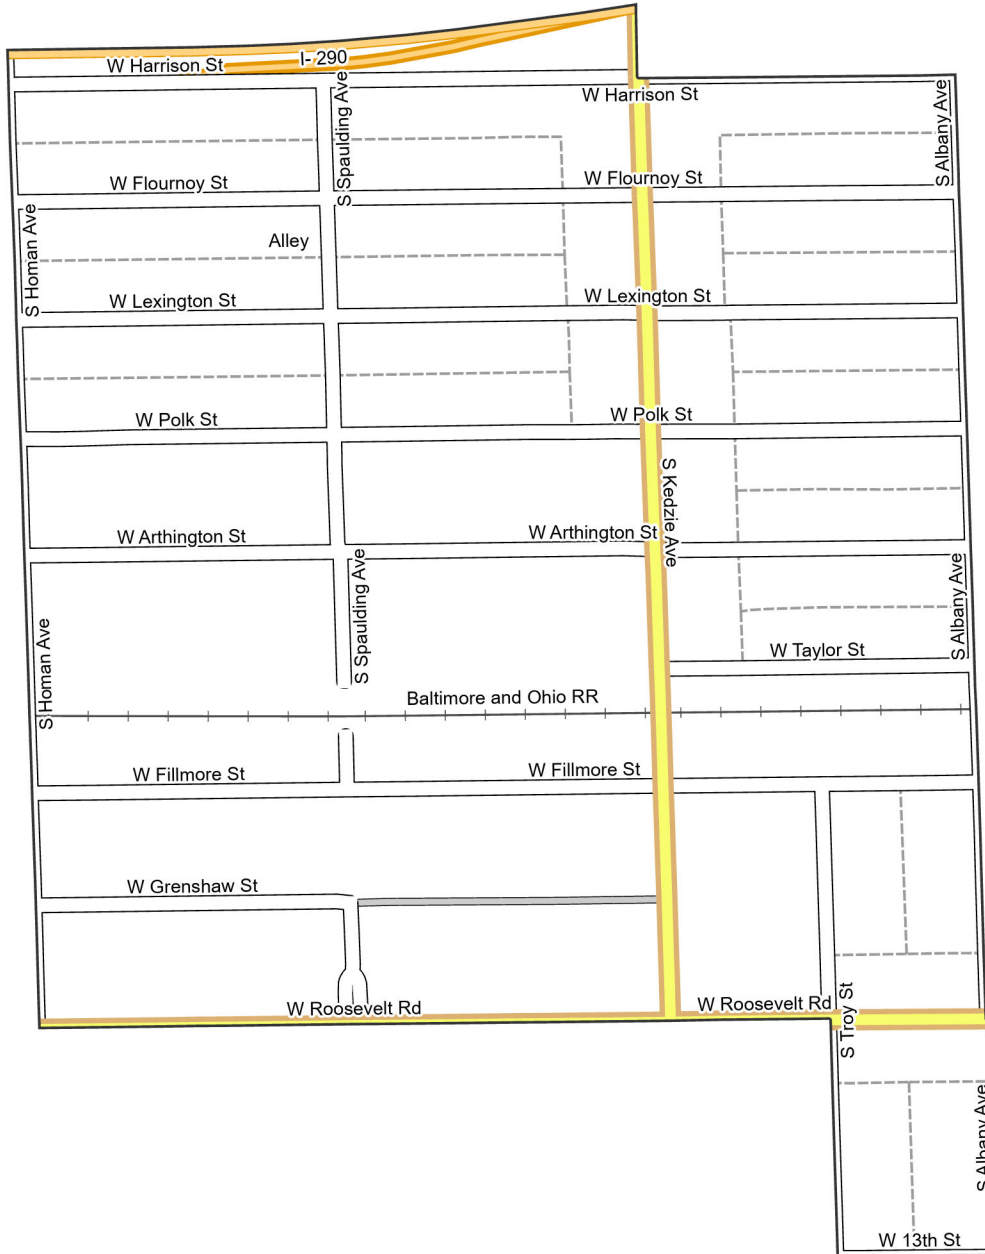 I- 290
W Harrison St
W Harrison St
S Spaulding Ave
S Albany Ave
W Flournoy St
W Flournoy St
S Homan Ave
Alley
W Lexington St
W Lexington St
W Polk St
W Polk St
S Kedzie Ave
W Arthington St
W Arthington St
S Spaulding Ave
S Albany Ave
S Homan Ave
W Taylor St
Baltimore and Ohio RR
W Fillmore St
W Fillmore St
W Grenshaw St
W Roosevelt Rd
W Roosevelt Rd
S Troy St
S Albany Ave
W 13th St